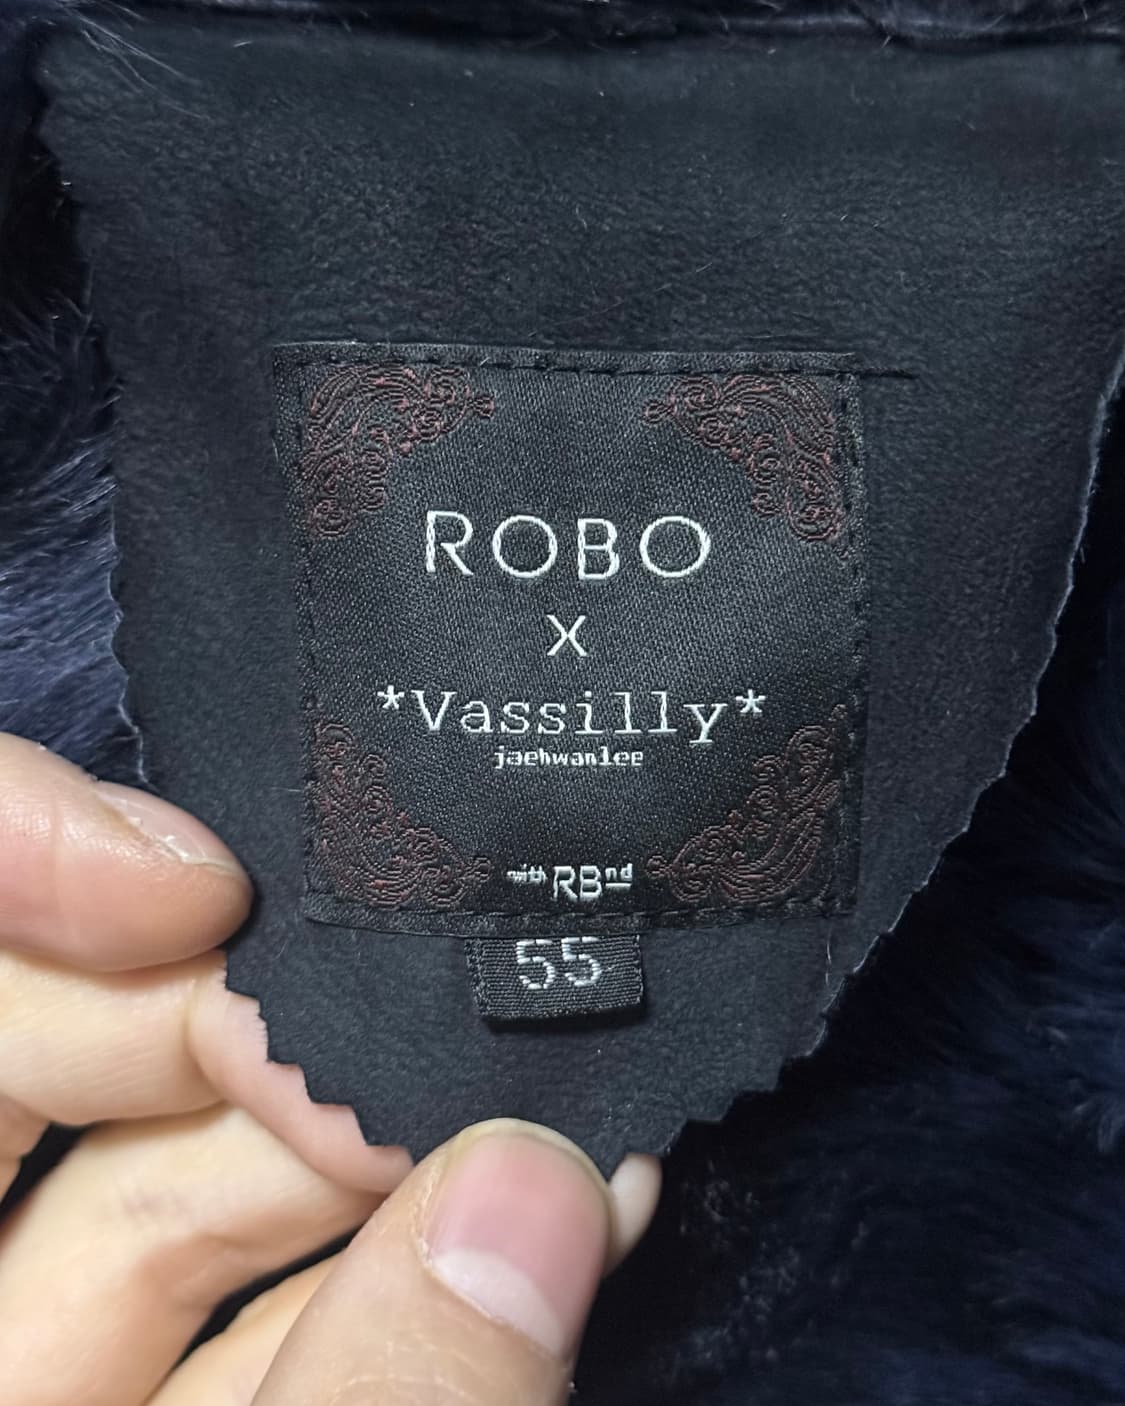 ROBO
X
*Vassilly*
jaehwanlee
with RBnd
55